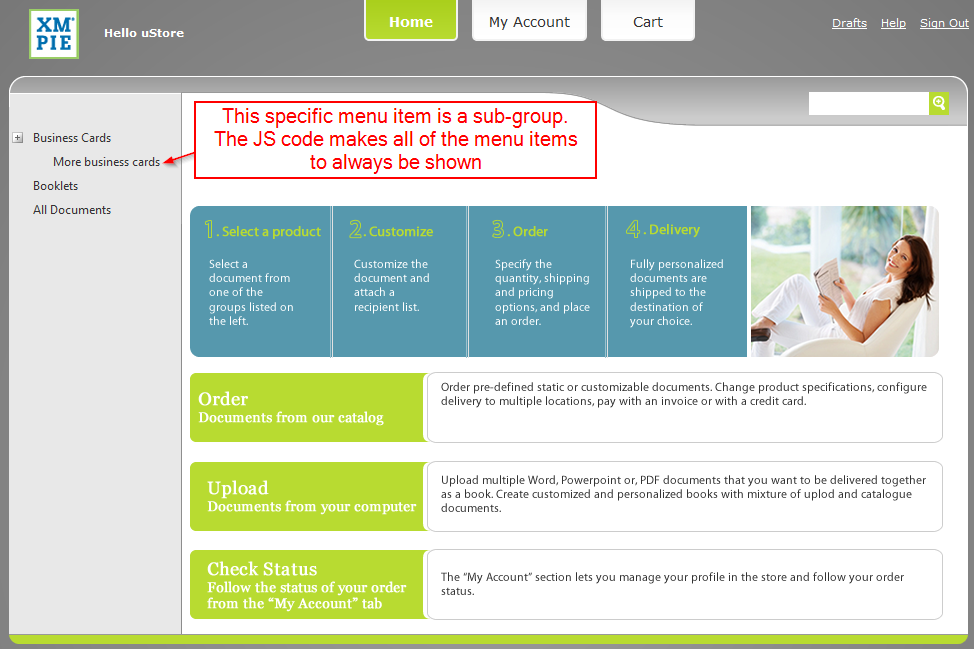 XM®
PIE
Hello uStore
Home
My Account
Cart
Drafts
Help
Sign Out
This specific menu item is a sub-group.
The JS code makes all of the menu items
to always be shown
Business Cards
More business cards
Booklets
All Documents
1. Select a product
Select a
document from
one of the
groups listed on
the left.
2. Customize
Customize the
document and
attach a
recipient list.
3. Order
Specify the
quantity, shipping
and pricing
options, and place
an order.
4. Delivery
Fully personalized
documents are
shipped to the
destination of
your choice.
Order
Documents from our catalog
Order pre-defined static or customizable documents. Change product specifications, configure
delivery to multiple locations, pay with an invoice or with a credit card.
Upload
Documents from your computer
Upload multiple Word, Powerpoint or, PDF documents that you want to be delivered together
as a book. Create customized and personalized books with mixture of uplod and catalogue
documents.
Check Status
Follow the status of your order
from the “My Account” tab
The “My Account” section lets you manage your profile in the store and follow your order
status.